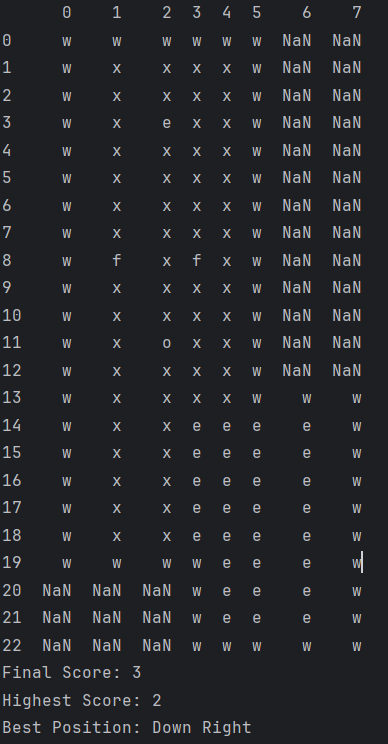 0 1 2 3 4 5 6 7
0 w w w w w w NaN NaN
1 w x x x x w NaN NaN
2 w x x x x w NaN NaN
3 w x e x x w NaN NaN
4 w x x x x w NaN NaN
5 w x x x x w NaN NaN
6 w x x x x w NaN NaN
7 w x x x x w NaN NaN
8 w f x f x w NaN NaN
9 w x x x x w NaN NaN
10 w x x x x w NaN NaN
11 w x o x x w NaN NaN
12 w x x x x w NaN NaN
13 w x x x x w w w
14 w x x e e e e w
15 w x x e e e e w
16 w x x e e e e w
17 w x x e e e e w
18 w x x e e e e w
19 w w w w e e e w
20 NaN NaN NaN w e e e w
21 NaN NaN NaN w e e e w
22 NaN NaN NaN w w w w w
Final Score: 3
Highest Score: 2
Best Position: Down Right